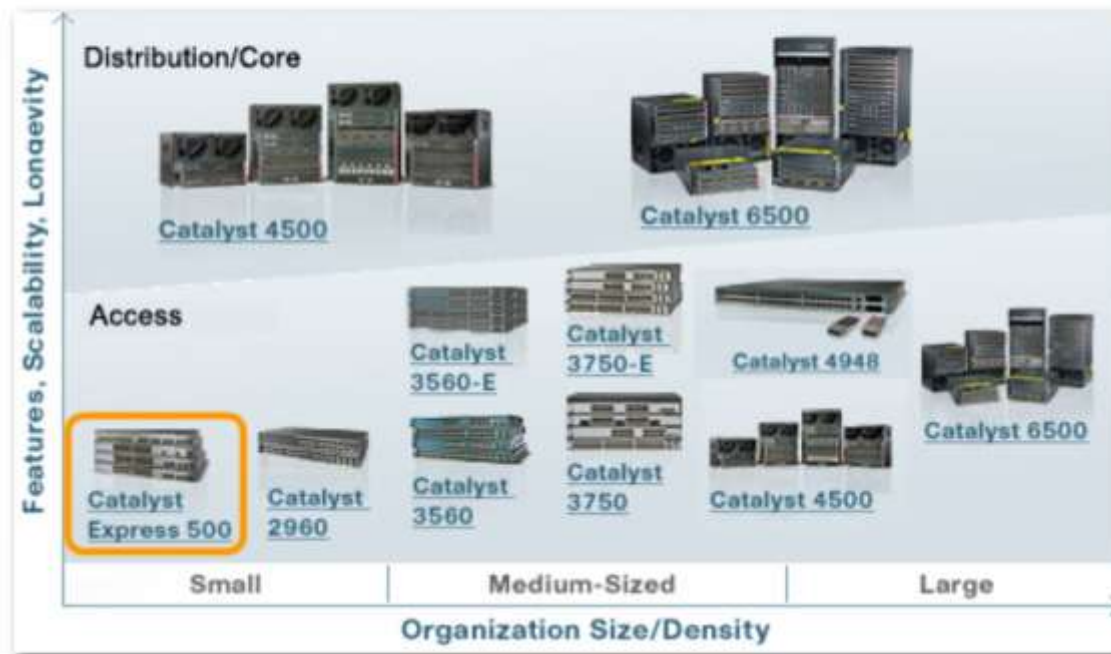 Features, Scalability, Longevity
Distribution/Core
Catalyst 4500
Catalyst 6500
Access
Catalyst
3560-E
Catalyst
3750-E
Catalyst 4948
Catalyst 6500
Catalyst
Express 500
Catalyst
2960
Catalyst
3560
Catalyst
3750
Catalyst 4500
Small
Medium-Sized
Large
Organization Size/Density